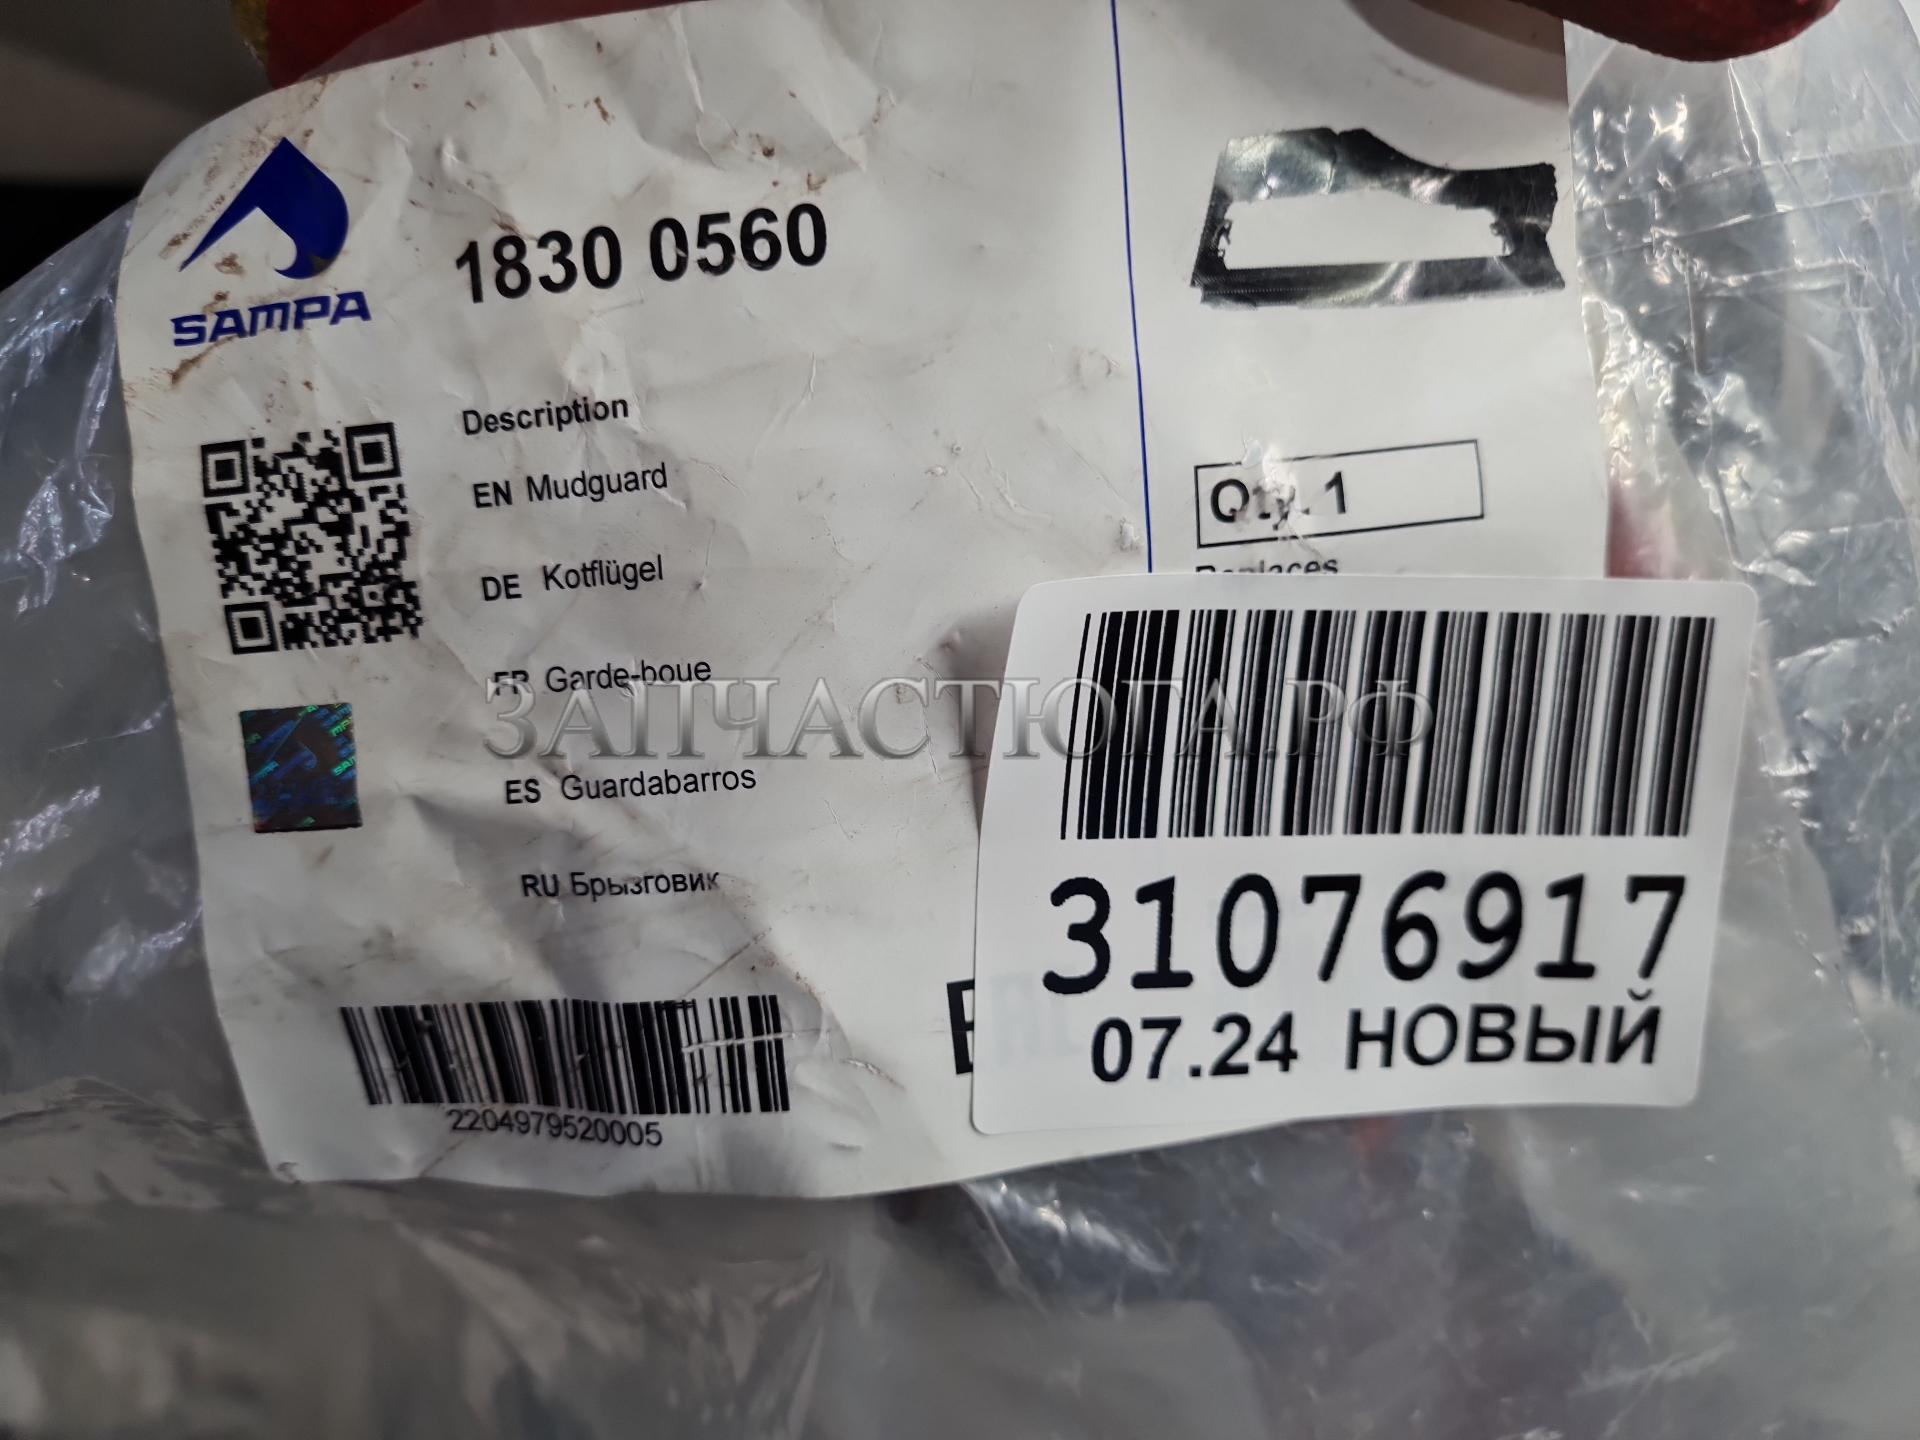 SAMPA
1830 0560
Description
EN Mudguard
DE Kotflügel
FR Garde-boue
ES Guardabarros
RU Брызговик
2204979520005
Qty. 1
Replaces
31076917
07.24 НОВЫЙ
ЗАПЧАСТЮГА.РФ